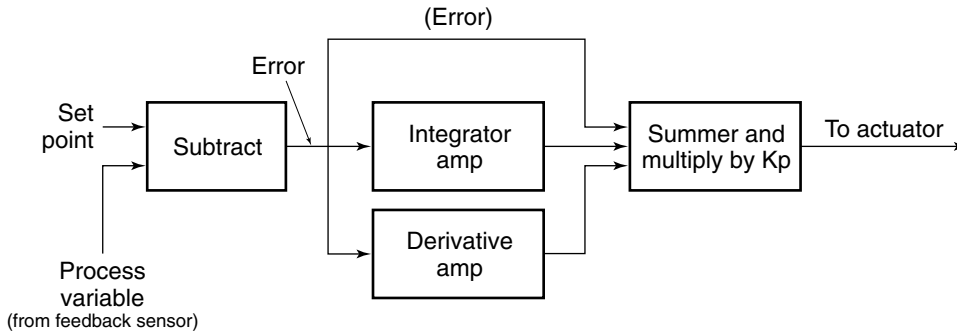 (Error)
Error
Set
point
Subtract
Integrator
amp
Summer and
multiply by Kp
To actuator
Derivative
amp
Process
variable
(from feedback sensor)